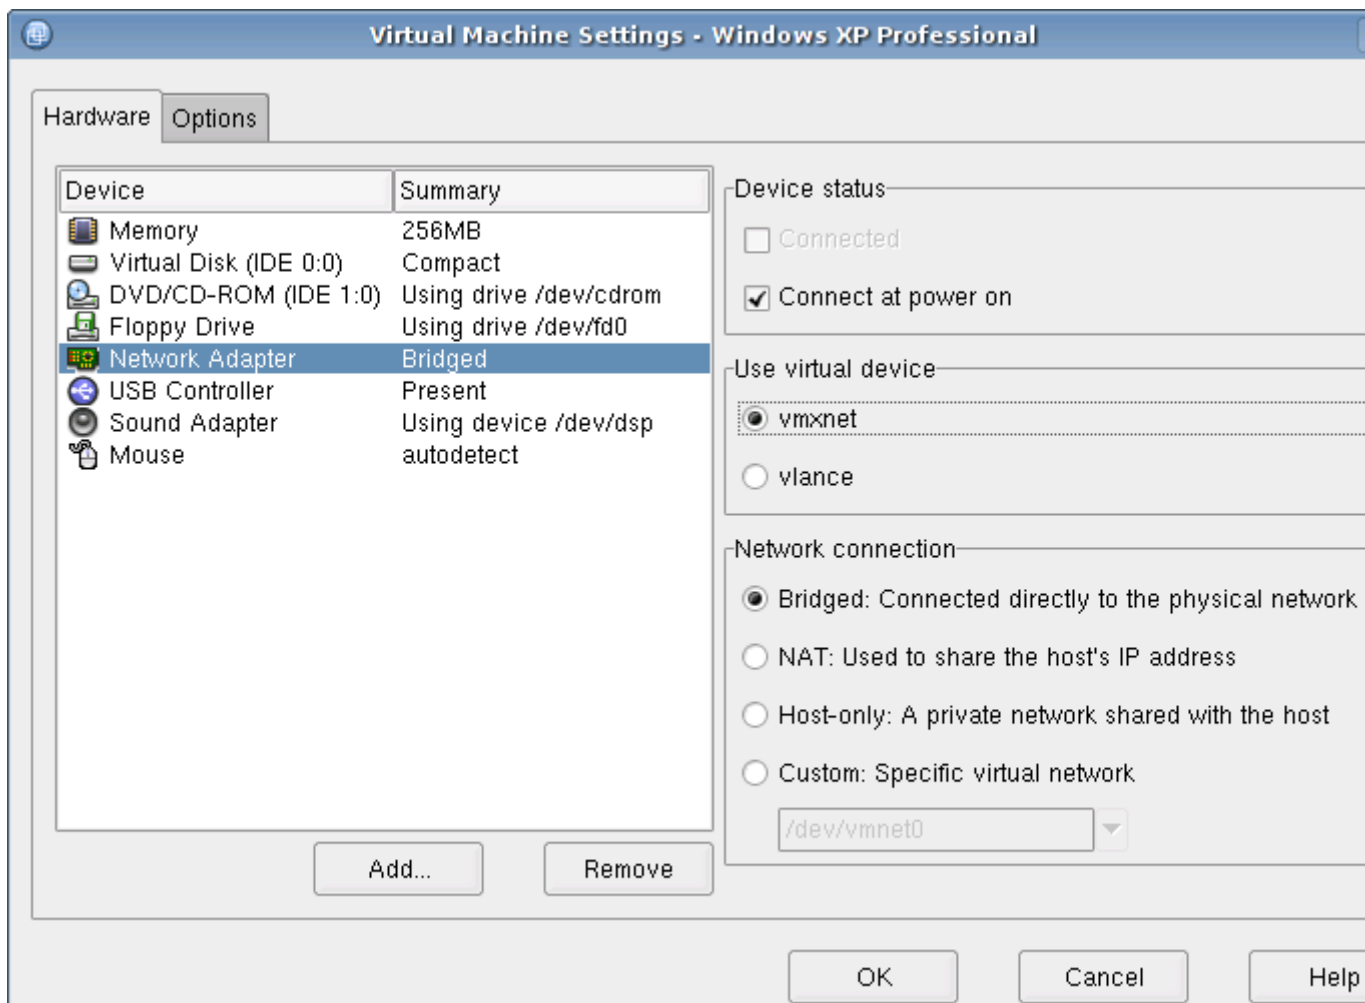 Virtual Machine Settings - Windows XP Professional
Hardware Options
Device Summary
Memory 256MB
Virtual Disk (IDE 0:0) Compact
DVD/CD-ROM (IDE 1:0) Using drive /dev/cdrom
Floppy Drive Using drive /dev/fd0
Network Adapter Bridged
USB Controller Present
Sound Adapter Using device /dev/dsp
Mouse autodetect
Add... Remove
Device status
Connected
Connect at power on
Use virtual device
vmxnet
vlance
Network connection
Bridged: Connected directly to the physical network
NAT: Used to share the host's IP address
Host-only: A private network shared with the host
Custom: Specific virtual network
/dev/vmnet0
OK Cancel Help